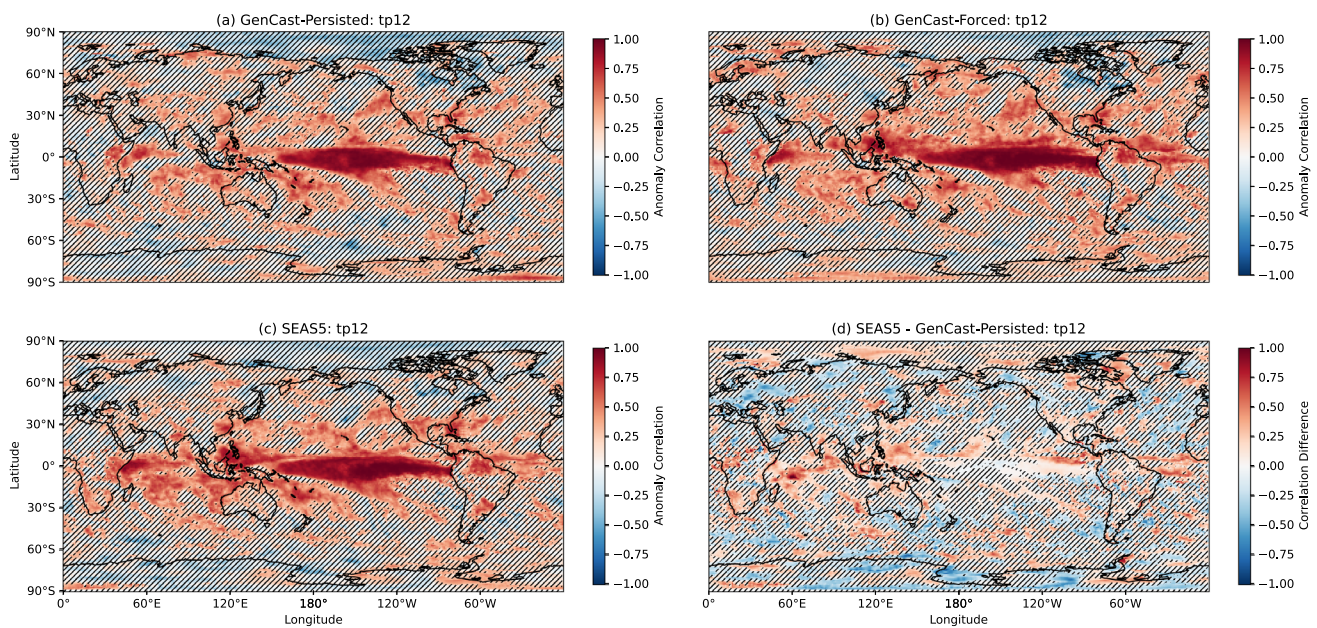 (a) GenCast-Persisted: tp12
90°N
60°N
30°N
0°
30°S
60°S
90°S
Latitude
1.00
0.75
0.50
0.25
0.00
−0.25
−0.50
−0.75
−1.00
Anomaly Correlation
(b) GenCast-Forced: tp12
1.00
0.75
0.50
0.25
0.00
−0.25
−0.50
−0.75
−1.00
Anomaly Correlation
(c) SEAS5: tp12
90°N
60°N
30°N
0°
30°S
60°S
90°S
Latitude
0°
60°E
120°E
180°
120°W
60°W
Longitude
1.00
0.75
0.50
0.25
0.00
−0.25
−0.50
−0.75
−1.00
Anomaly Correlation
(d) SEAS5 - GenCast-Persisted: tp12
0°
60°E
120°E
180°
120°W
60°W
Longitude
1.00
0.75
0.50
0.25
0.00
−0.25
−0.50
−0.75
−1.00
Correlation Difference